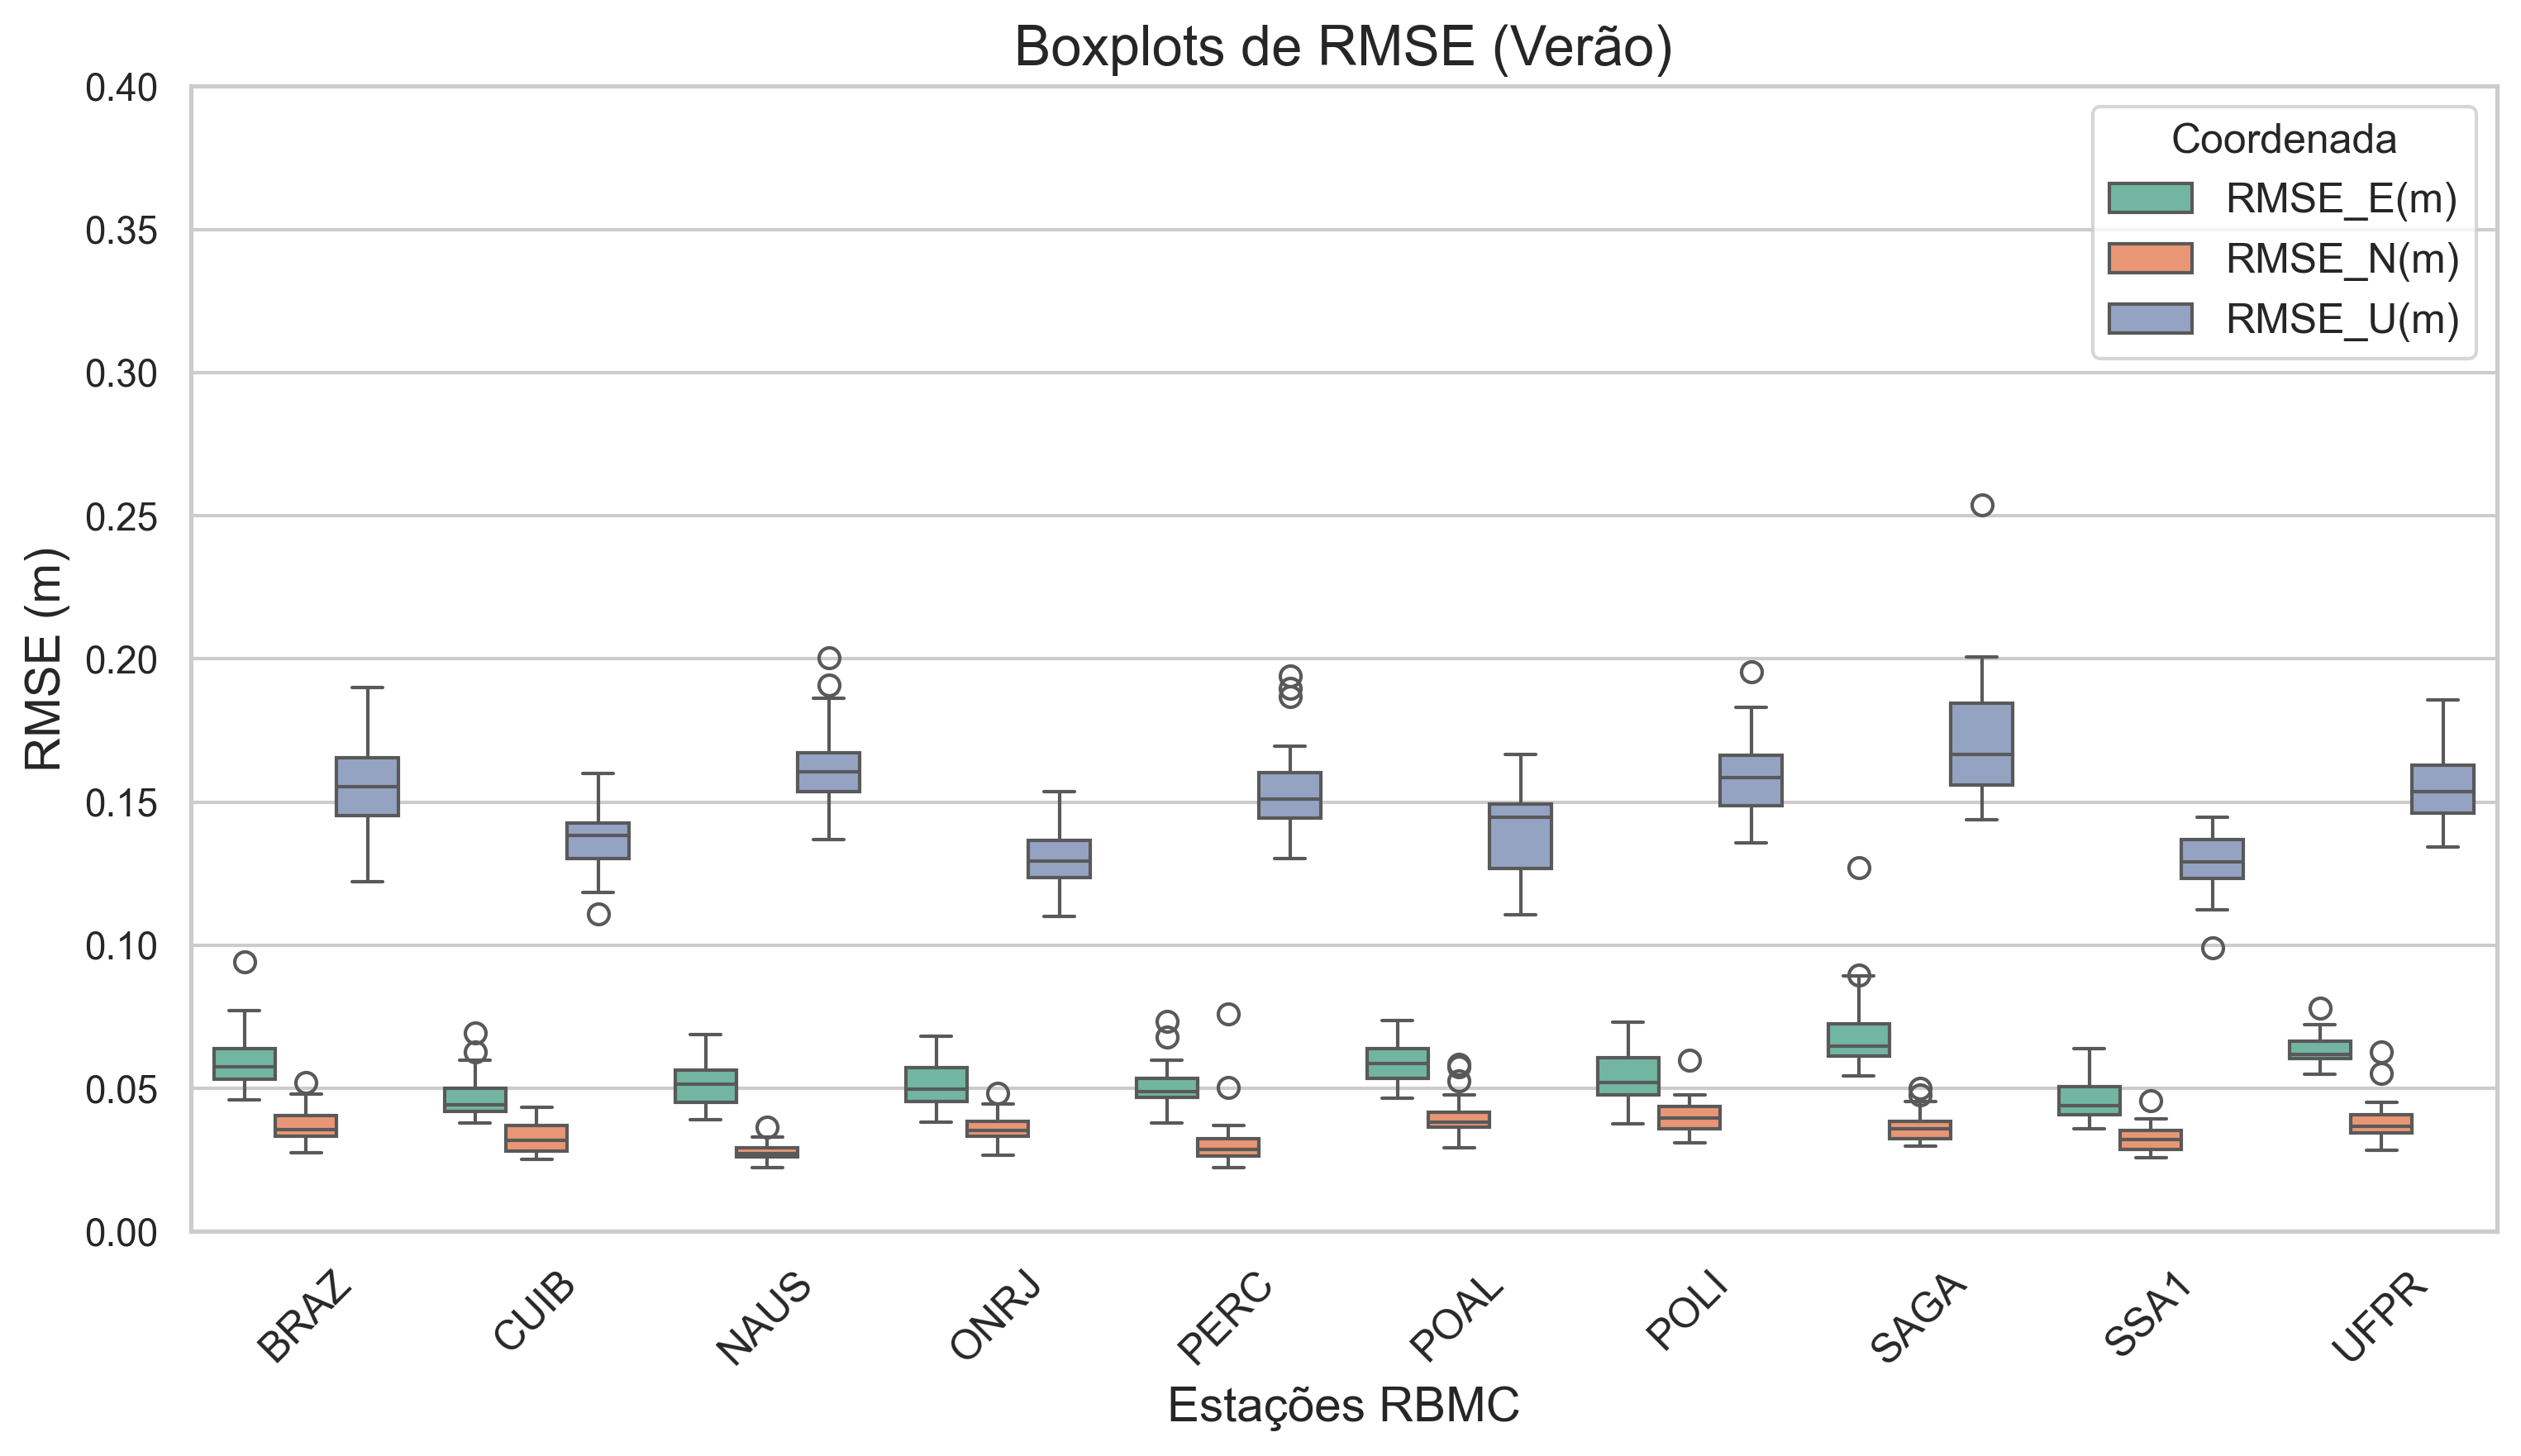 Boxplots de RMSE (Verão)
RMSE (m)
0.40
0.35
0.30
0.25
0.20
0.15
0.10
0.05
0.00
Coordenada
RMSE_E(m)
RMSE_N(m)
RMSE_U(m)
BRAZ
CUIB
NAUS
ONRJ
PERC
POAL
POLI
SAGA
SSA1
UFPR
Estações RBMC